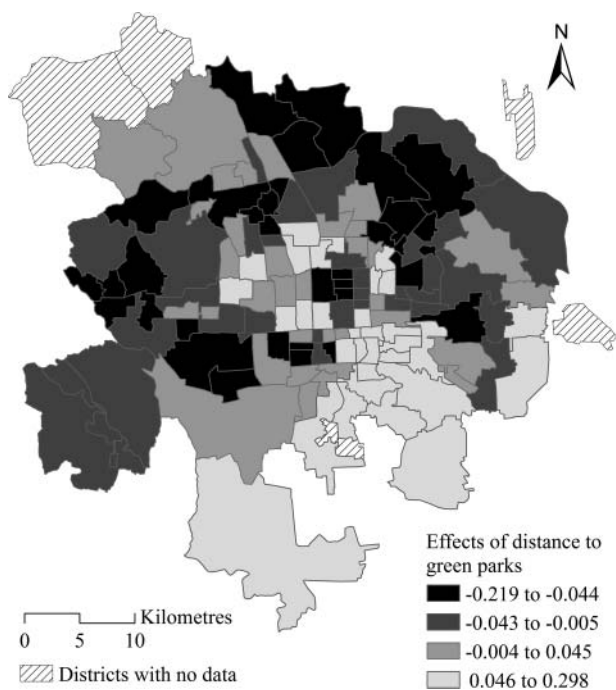 N
Effects of distance to
green parks
-0.219 to -0.044
-0.043 to -0.005
-0.004 to 0.045
0.046 to 0.298
Kilometres
0 5 10
Districts with no data